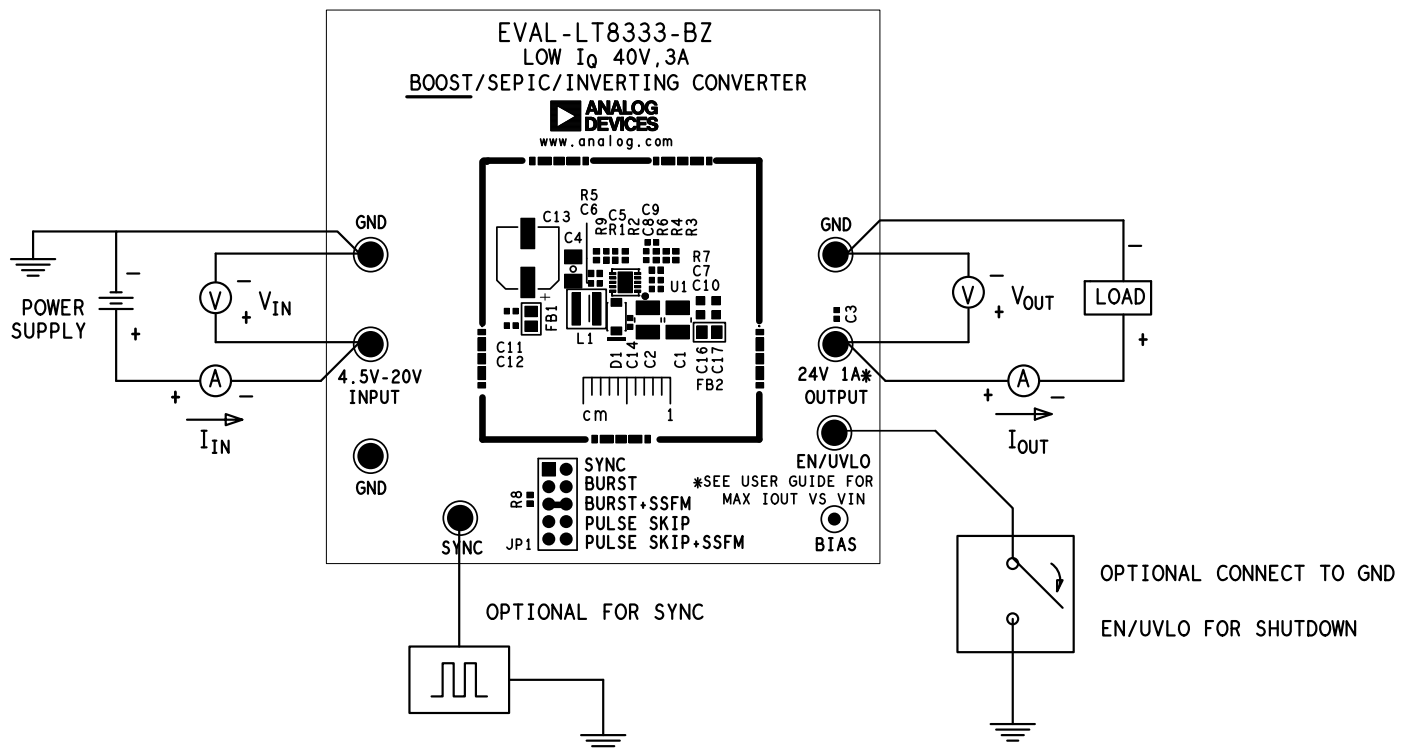 EVAL-LT8333-BZ
LOW IQ 40V,3A
BOOST/SEPIC/INVERTING CONVERTER
ANALOG
DEVICES
www.analog.com
GND
POWER
SUPPLY
−
+
V
−
+
VIN
A
+
−
IIN
4.5V-20V
INPUT
GND
C13
C4
R5
C6
R9
C5
R1
R2
C9
C8
R6
R4
R3
R7
C7
C10
U1
+
FB1
L1
C11
C12
D1
C14
C2
C1
C16
C17
FB2
cm 1
GND
C3
24V 1A*
OUTPUT
V
−
+
VOUT
−
LOAD
+
A
+
−
IOUT
EN/UVLO
*SEE USER GUIDE FOR
MAX IOUT VS VIN
BIAS
SYNC
R8
JP1
SYNC
BURST
BURST+SSFM
PULSE SKIP
PULSE SKIP+SSFM
OPTIONAL FOR SYNC
OPTIONAL CONNECT TO GND
EN/UVLO FOR SHUTDOWN